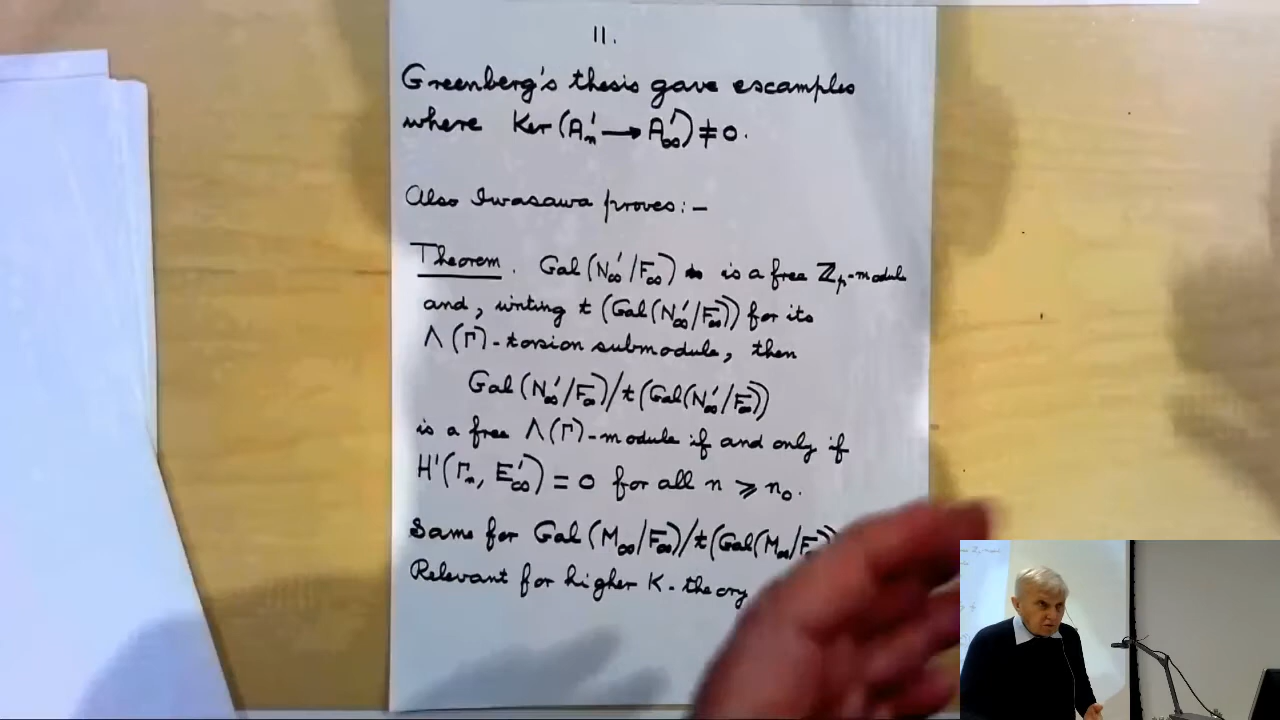 11.
Greenberg's thesis gave escamples
where Ker (A'ₙ → A'∞) ≠ 0.
Also Iwasawa proves: —
Theorem. Gal (N'∞/F∞) is a free ℤₚ-module
and, writing t (Gal(N'∞/F∞)) for its
Λ(Γ)-torsion submodule, then
Gal (N'∞/F∞)/t(Gal(N'∞/F∞))
is a free Λ(Γ)-module if and only if
H'(Γₙ, E'∞) = 0 for all n ⩾ n₀.
Same for Gal (M∞/F∞)/t(Gal(M∞/F∞)
Relevant for higher K-theory